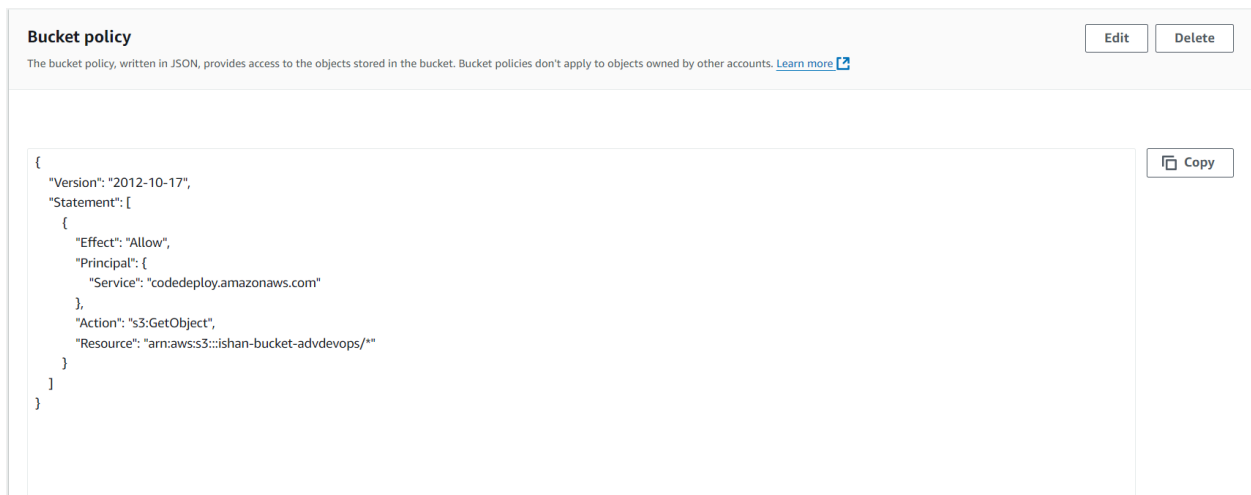 Bucket policy
Edit
Delete
The bucket policy, written in JSON, provides access to the objects stored in the bucket. Bucket policies don't apply to objects owned by other accounts. Learn more
Copy
{
"Version": "2012-10-17",
"Statement": [
{
"Effect": "Allow",
"Principal": {
"Service": "codedeploy.amazonaws.com"
},
"Action": "s3:GetObject",
"Resource": "arn:aws:s3:::ishan-bucket-advdevops/*"
}
]
}